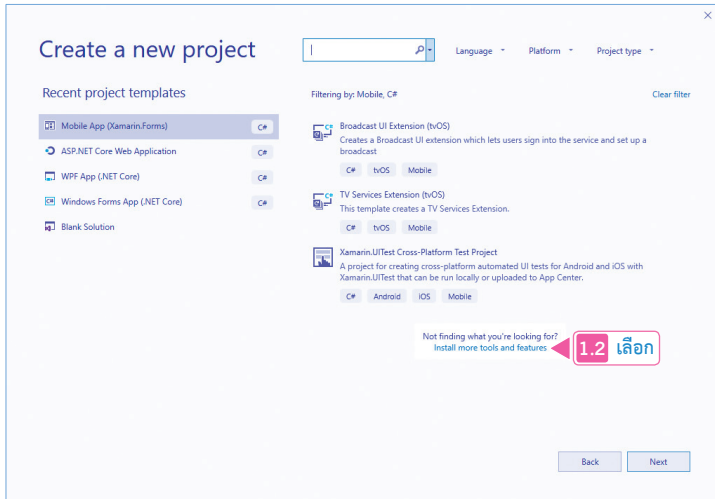 Create a new project
Language
Platform
Project type
Recent project templates
Filtering by: Mobile, C#
Clear filter
Mobile App (Xamarin.Forms)
C#
ASP.NET Core Web Application
C#
WPF App (.NET Core)
C#
Windows Forms App (.NET Core)
C#
Blank Solution
Broadcast UI Extension (tvOS)
Creates a Broadcast UI extension which lets users sign into the service and set up a
broadcast
C# tvOS Mobile
TV Services Extension (tvOS)
This template creates a TV Services Extension.
C# tvOS Mobile
Xamarin.UITest Cross-Platform Test Project
A project for creating cross-platform automated UI tests for Android and iOS with
Xamarin.UITest that can be run locally or uploaded to App Center.
C# Android iOS Mobile
Not finding what you're looking for?
Install more tools and features
1.2 เลือก
Back
Next